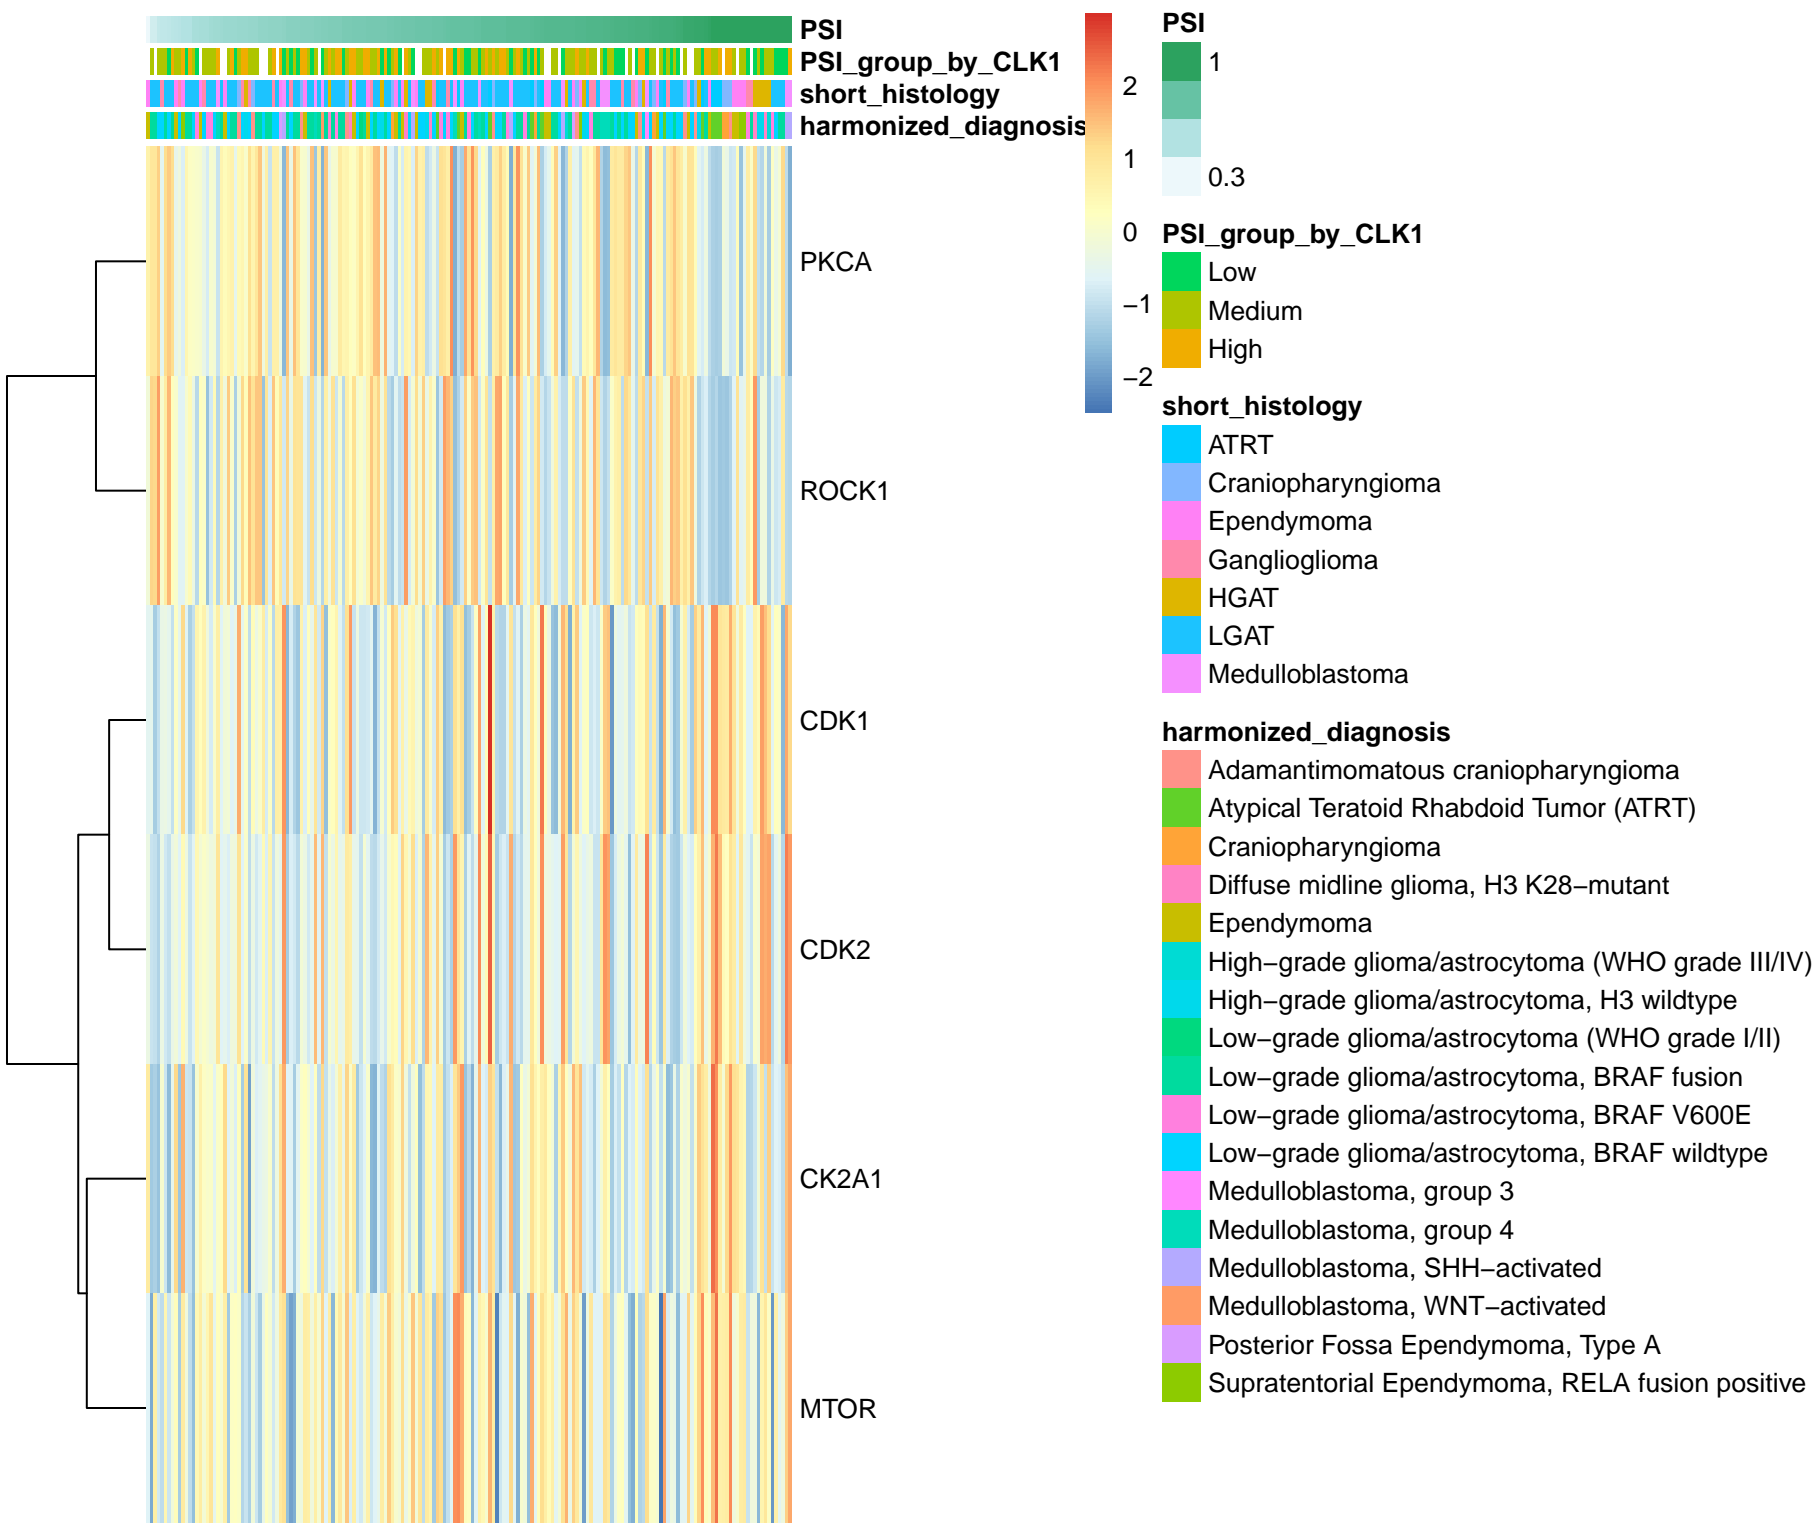 PSI
PSI_group_by_CLK1
short_histology
harmonized_diagnosis
PKCA
ROCK1
CDK1
CDK2
CK2A1
MTOR
2
1
0
−1
−2
PSI
1
0.3
PSI_group_by_CLK1
Low
Medium
High
short_histology
ATRT
Craniopharyngioma
Ependymoma
Ganglioglioma
HGAT
LGAT
Medulloblastoma
harmonized_diagnosis
Adamantimomatous craniopharyngioma
Atypical Teratoid Rhabdoid Tumor (ATRT)
Craniopharyngioma
Diffuse midline glioma, H3 K28−mutant
Ependymoma
High−grade glioma/astrocytoma (WHO grade III/IV)
High−grade glioma/astrocytoma, H3 wildtype
Low−grade glioma/astrocytoma (WHO grade I/II)
Low−grade glioma/astrocytoma, BRAF fusion
Low−grade glioma/astrocytoma, BRAF V600E
Low−grade glioma/astrocytoma, BRAF wildtype
Medulloblastoma, group 3
Medulloblastoma, group 4
Medulloblastoma, SHH−activated
Medulloblastoma, WNT−activated
Posterior Fossa Ependymoma, Type A
Supratentorial Ependymoma, RELA fusion positive